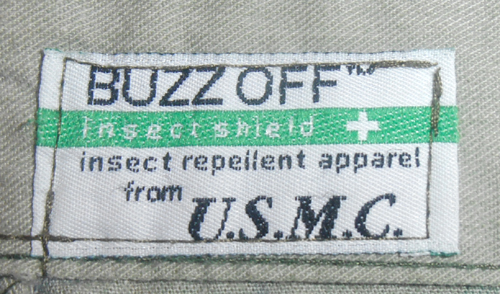 BUZZ OFF™
insect shield
insect repellent apparel
from U.S.M.C.